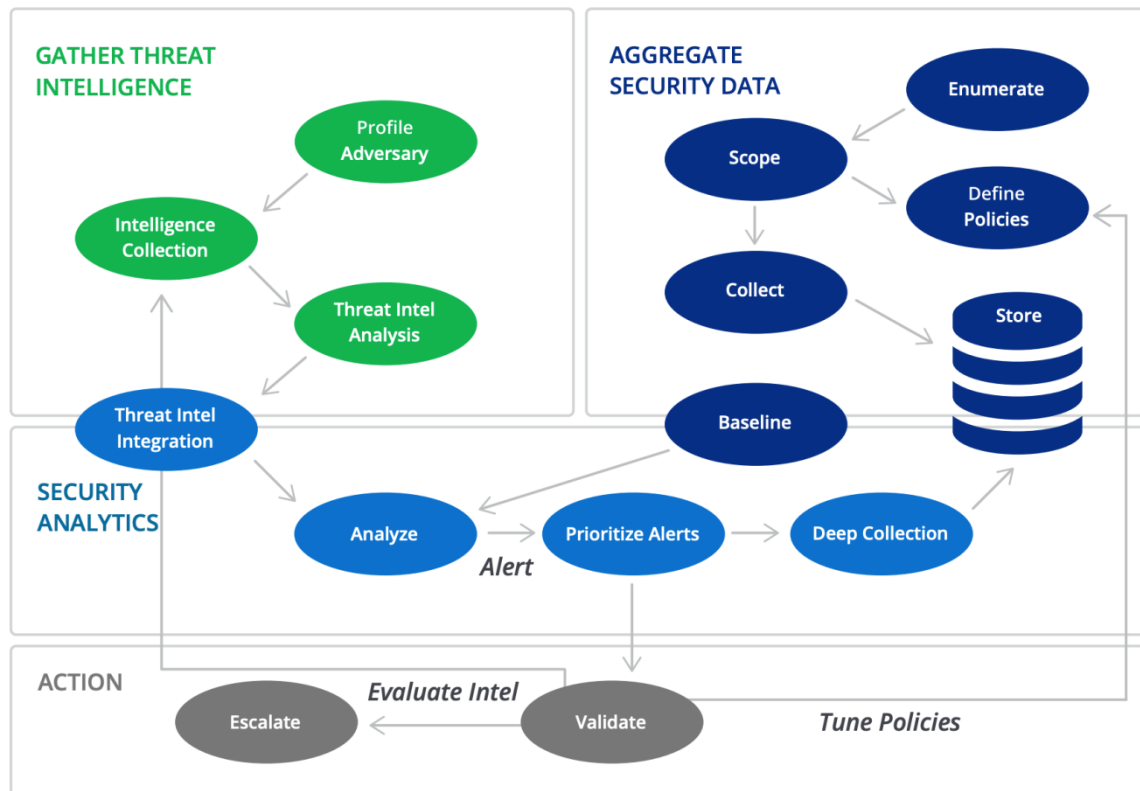 GATHER THREAT
INTELLIGENCE
Profile
Adversary
Intelligence
Collection
Threat Intel
Analysis
Threat Intel
Integration
AGGREGATE
SECURITY DATA
Enumerate
Scope
Define
Policies
Collect
Store
Baseline
SECURITY
ANALYTICS
Analyze
Alert
Prioritize Alerts
Deep Collection
ACTION
Escalate
Evaluate Intel
Validate
Tune Policies